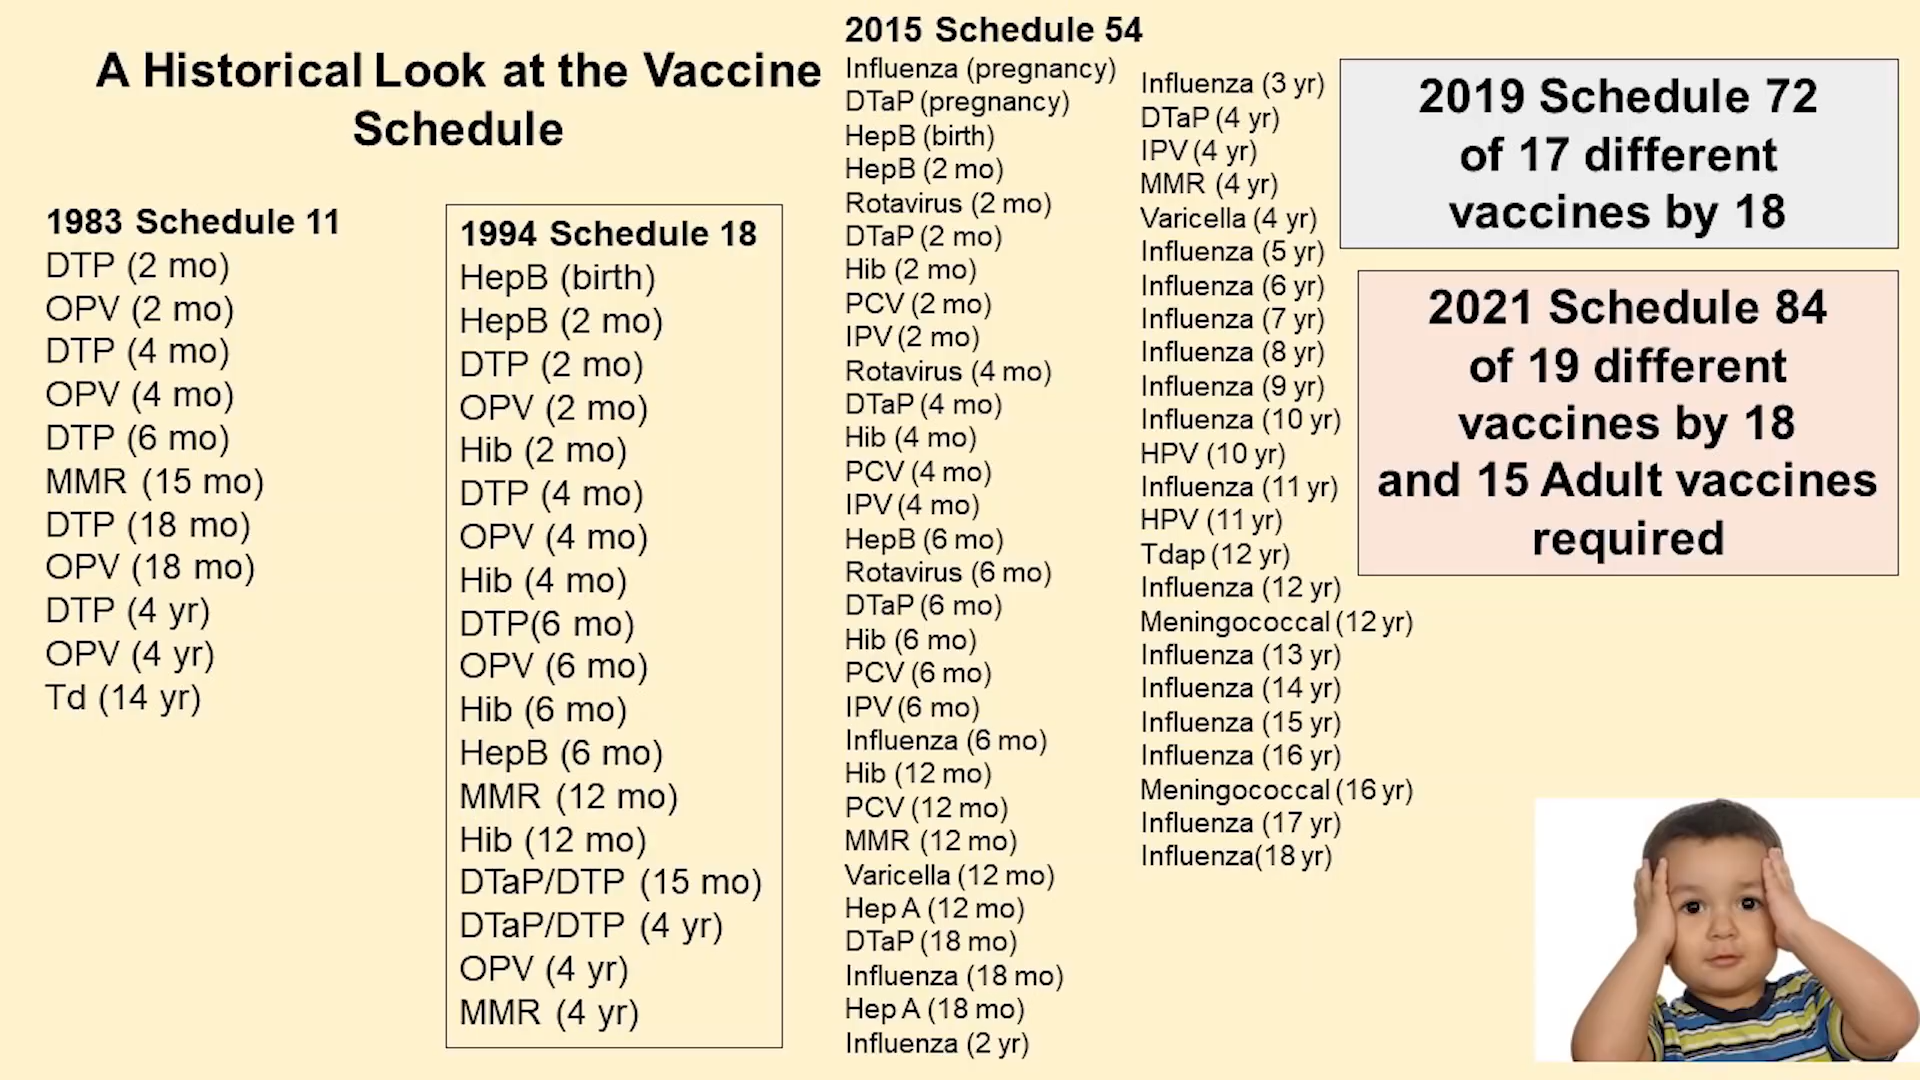 A Historical Look at the Vaccine
Schedule
1983 Schedule 11
DTP (2 mo)
OPV (2 mo)
DTP (4 mo)
OPV (4 mo)
DTP (6 mo)
MMR (15 mo)
DTP (18 mo)
OPV (18 mo)
DTP (4 yr)
OPV (4 yr)
Td (14 yr)
1994 Schedule 18
HepB (birth)
HepB (2 mo)
DTP (2 mo)
OPV (2 mo)
Hib (2 mo)
DTP (4 mo)
OPV (4 mo)
Hib (4 mo)
DTP(6 mo)
OPV (6 mo)
Hib (6 mo)
HepB (6 mo)
MMR (12 mo)
Hib (12 mo)
DTaP/DTP (15 mo)
DTaP/DTP (4 yr)
OPV (4 yr)
MMR (4 yr)
2015 Schedule 54
Influenza (pregnancy)
DTaP (pregnancy)
HepB (birth)
HepB (2 mo)
Rotavirus (2 mo)
DTaP (2 mo)
Hib (2 mo)
PCV (2 mo)
IPV (2 mo)
Rotavirus (4 mo)
DTaP (4 mo)
Hib (4 mo)
PCV (4 mo)
IPV (4 mo)
HepB (6 mo)
Rotavirus (6 mo)
DTaP (6 mo)
Hib (6 mo)
PCV (6 mo)
IPV (6 mo)
Influenza (6 mo)
Hib (12 mo)
PCV (12 mo)
MMR (12 mo)
Varicella (12 mo)
Hep A (12 mo)
DTaP (18 mo)
Influenza (18 mo)
Hep A (18 mo)
Influenza (2 yr)
Influenza (3 yr)
DTaP (4 yr)
IPV (4 yr)
MMR (4 yr)
Varicella (4 yr)
Influenza (5 yr)
Influenza (6 yr)
Influenza (7 yr)
Influenza (8 yr)
Influenza (9 yr)
Influenza (10 yr)
HPV (10 yr)
Influenza (11 yr)
HPV (11 yr)
Tdap (12 yr)
Influenza (12 yr)
Meningococcal (12 yr)
Influenza (13 yr)
Influenza (14 yr)
Influenza (15 yr)
Influenza (16 yr)
Meningococcal (16 yr)
Influenza (17 yr)
Influenza(18 yr)
2019 Schedule 72
of 17 different
vaccines by 18
2021 Schedule 84
of 19 different
vaccines by 18
and 15 Adult vaccines
required